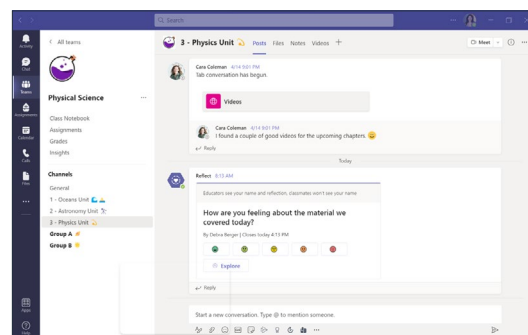 Search
Activity
Chat
Teams
Assignments
Calendar
Calls
Files
Apps
Help
All teams
Physical Science
Class Notebook
Assignments
Grades
Insights
Channels
General
1 - Oceans Unit
2 - Astronomy Unit
3 - Physics Unit
Group A
Group B
3 - Physics Unit Posts Files Notes Videos +
Meet
Cara Coleman 4/14 9:01 PM
Tab conversation has begun.
Videos
Cara Coleman 4/14 9:01 PM
I found a couple of good videos for the upcoming chapters.
Reply
Today
Reflect 8:13 AM
Educators see your name and reflection, classmates won't see your name
How are you feeling about the material we
covered today?
By Debra Berger | Closes today 4:13 PM
Explore
Reply
Start a new conversation. Type @ to mention someone.